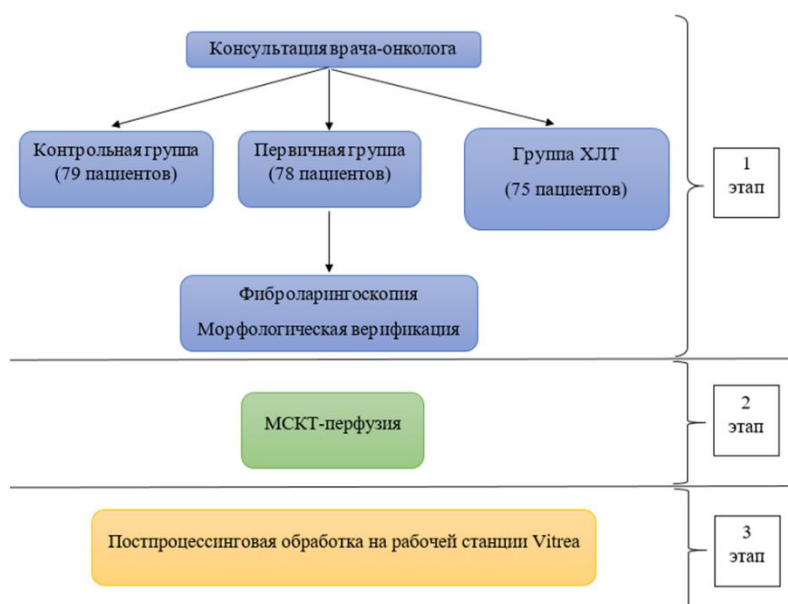 Консультация врача-онколога
Контрольная группа
(79 пациентов)
Первичная группа
(78 пациентов)
Группа ХЛТ
(75 пациентов)
1
этап
Фиброларингоскопия
Морфологическая верификация
МСКТ-перфузия
2
этап
Постпроцессинговая обработка на рабочей станции Vitrea
3
этап